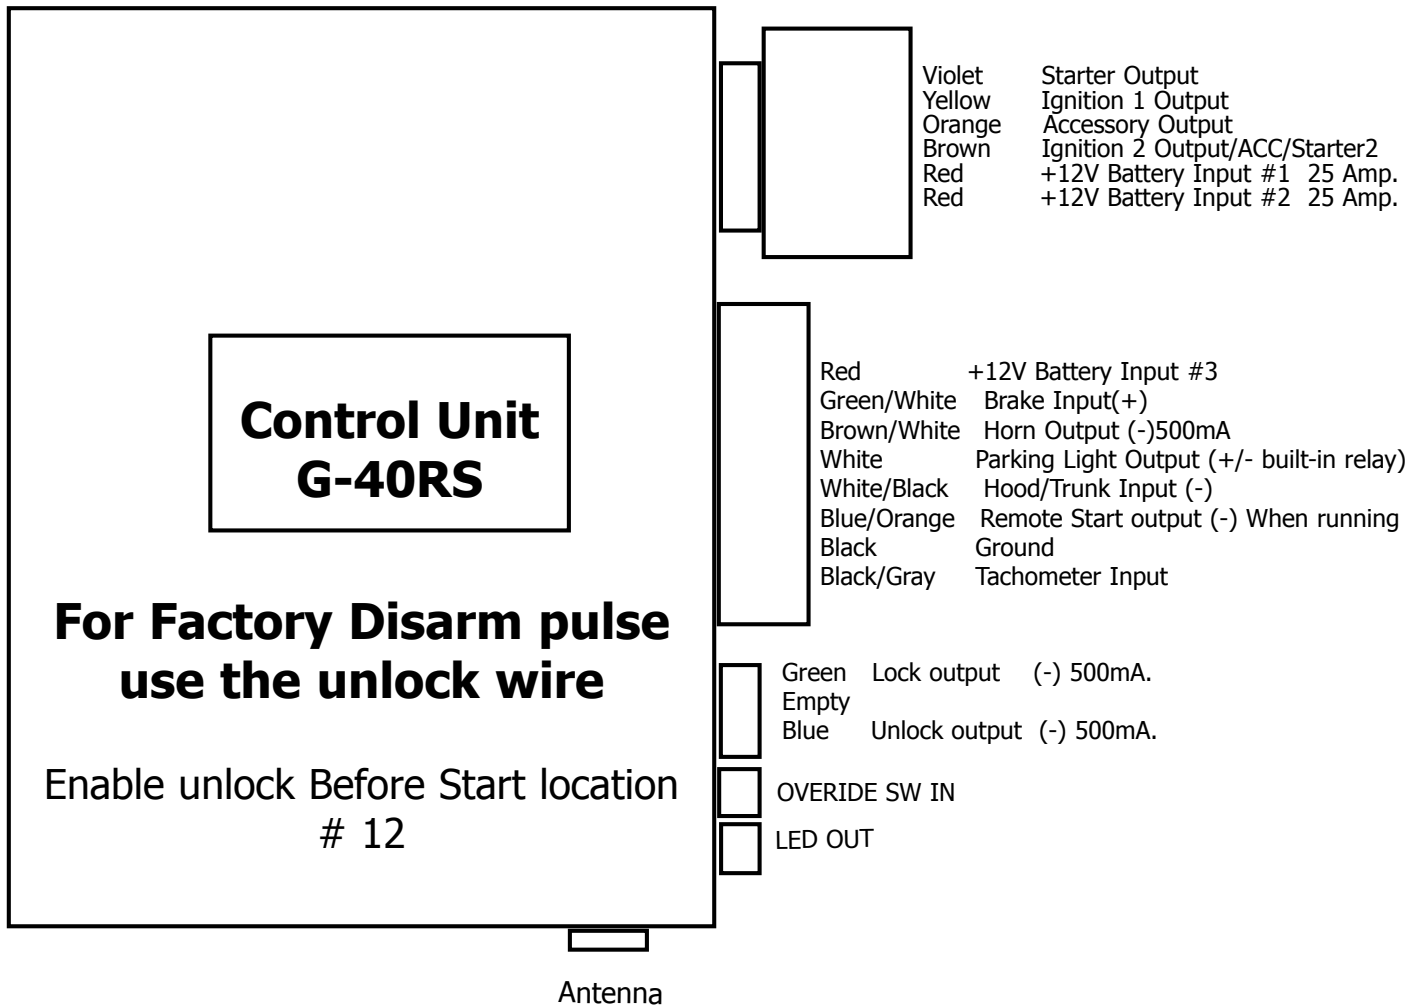 Violet Starter Output
Yellow Ignition 1 Output
Orange Accessory Output
Brown Ignition 2 Output/ACC/Starter2
Red +12V Battery Input #1 25 Amp.
Red +12V Battery Input #2 25 Amp.
Control Unit
G-40RS
Red +12V Battery Input #3
Green/White Brake Input(+)
Brown/White Horn Output (-)500mA
White Parking Light Output (+/- built-in relay)
White/Black Hood/Trunk Input (-)
Blue/Orange Remote Start output (-) When running
Black Ground
Black/Gray Tachometer Input
For Factory Disarm pulse
use the unlock wire
Green Lock output (-) 500mA.
Empty
Blue Unlock output (-) 500mA.
Enable unlock Before Start location
# 12
OVERIDE SW IN
LED OUT
Antenna